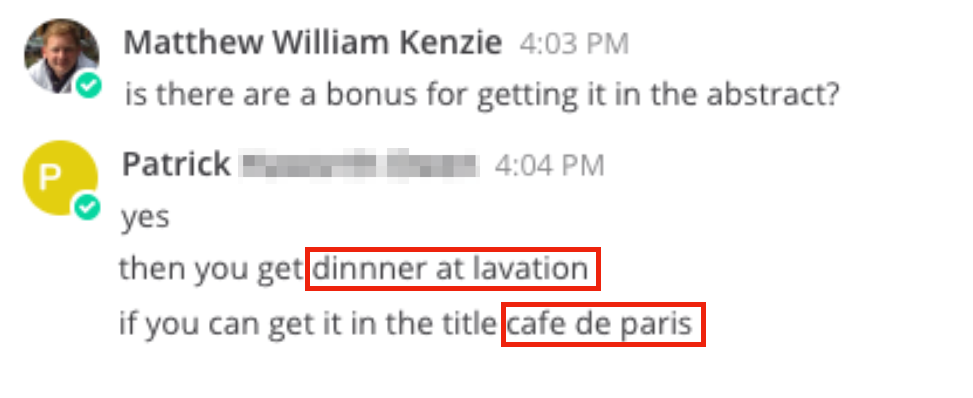 Matthew William Kenzie 4:03 PM
is there are a bonus for getting it in the abstract?
P
Patrick 4:04 PM
yes
then you get dinnner at lavation
if you can get it in the title cafe de paris